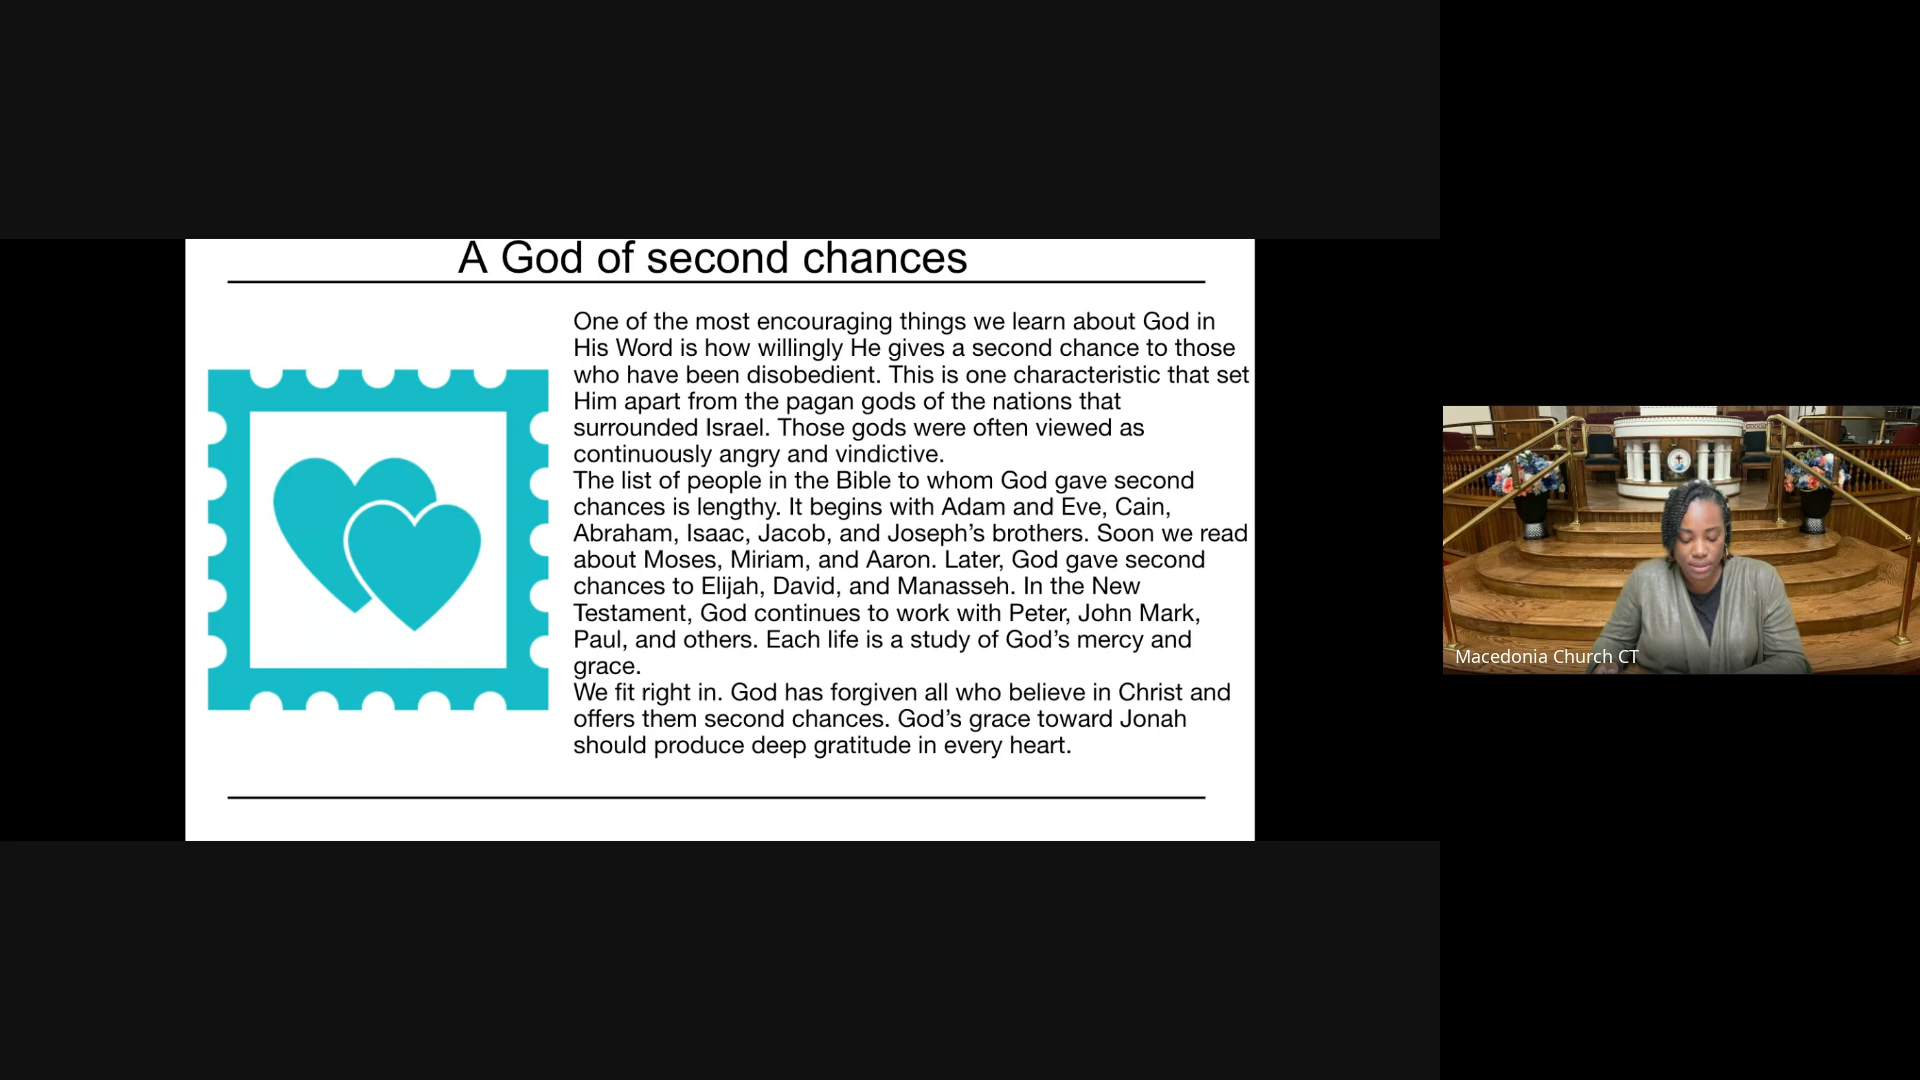 A God of second chances
One of the most encouraging things we learn about God in
His Word is how willingly He gives a second chance to those
who have been disobedient. This is one characteristic that set
Him apart from the pagan gods of the nations that
surrounded Israel. Those gods were often viewed as
continuously angry and vindictive.
The list of people in the Bible to whom God gave second
chances is lengthy. It begins with Adam and Eve, Cain,
Abraham, Isaac, Jacob, and Joseph’s brothers. Soon we read
about Moses, Miriam, and Aaron. Later, God gave second
chances to Elijah, David, and Manasseh. In the New
Testament, God continues to work with Peter, John Mark,
Paul, and others. Each life is a study of God’s mercy and
grace.
We fit right in. God has forgiven all who believe in Christ and
offers them second chances. God’s grace toward Jonah
should produce deep gratitude in every heart.
Macedonia Church CT